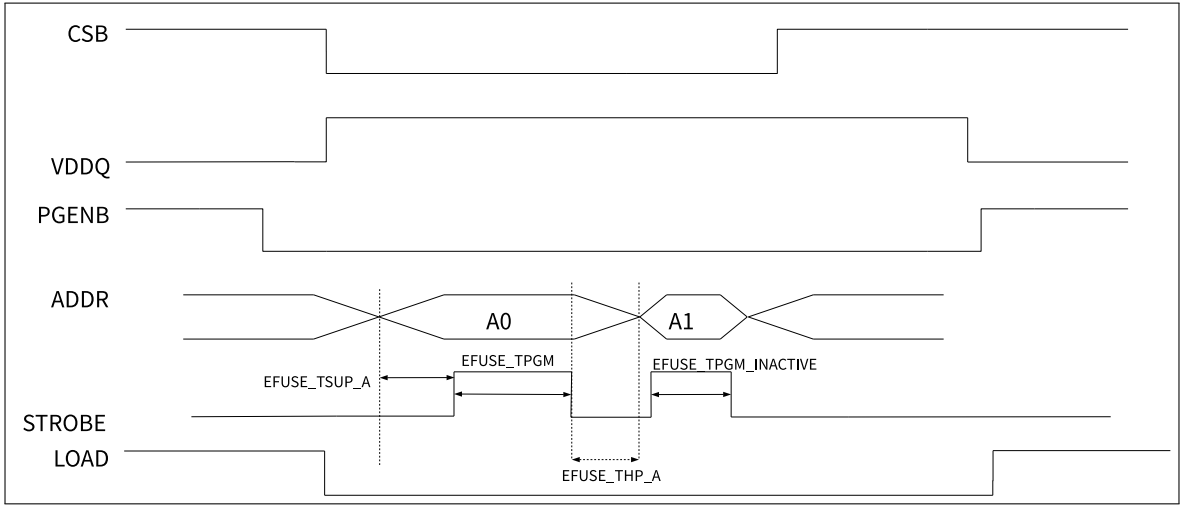 CSB
VDDQ
PGENB
ADDR
A0
A1
EFUSE_TPGM
EFUSE_TPGM_INACTIVE
EFUSE_TSUP_A
STROBE
LOAD
EFUSE_THP_A